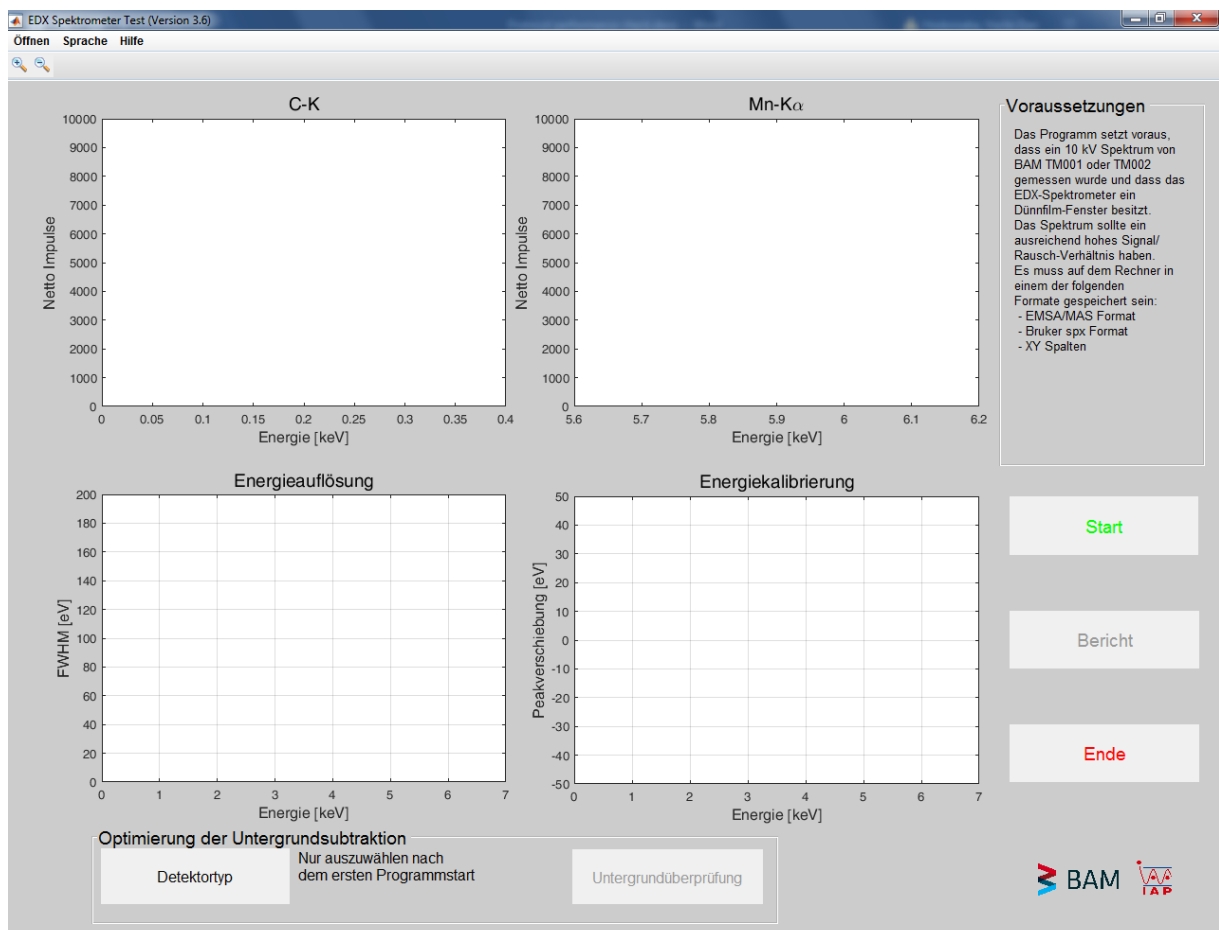 EDX Spektrometer Test (Version 3.6)
Öffnen Sprache Hilfe
C-K
10000
9000
8000
7000
6000
5000
4000
3000
2000
1000
0
Netto Impulse
0 0.05 0.1 0.15 0.2 0.25 0.3 0.35 0.4
Energie [keV]
Mn-Kα
10000
9000
8000
7000
6000
5000
4000
3000
2000
1000
0
Netto Impulse
5.6 5.7 5.8 5.9 6 6.1 6.2
Energie [keV]
Voraussetzungen
Das Programm setzt voraus,
dass ein 10 kV Spektrum von
BAM TM001 oder TM002
gemessen wurde und dass das
EDX-Spektrometer ein
Dünnfilm-Fenster besitzt.
Das Spektrum sollte ein
ausreichend hohes Signal/
Rausch-Verhältnis haben.
Es muss auf dem Rechner in
einem der folgenden
Formate gespeichert sein:
- EMSA/MAS Format
- Bruker spx Format
- XY Spalten
Energieauflösung
200
180
160
140
120
100
80
60
40
20
0
FWHM [eV]
0 1 2 3 4 5 6 7
Energie [keV]
Energiekalibrierung
50
40
30
20
10
0
-10
-20
-30
-40
-50
Peakverschiebung [eV]
0 1 2 3 4 5 6 7
Energie [keV]
Start
Bericht
Ende
Optimierung der Untergrundsubtraktion
Detektortyp
Nur auszuwählen nach
dem ersten Programmstart
Untergrundüberprüfung
BAM
IAP